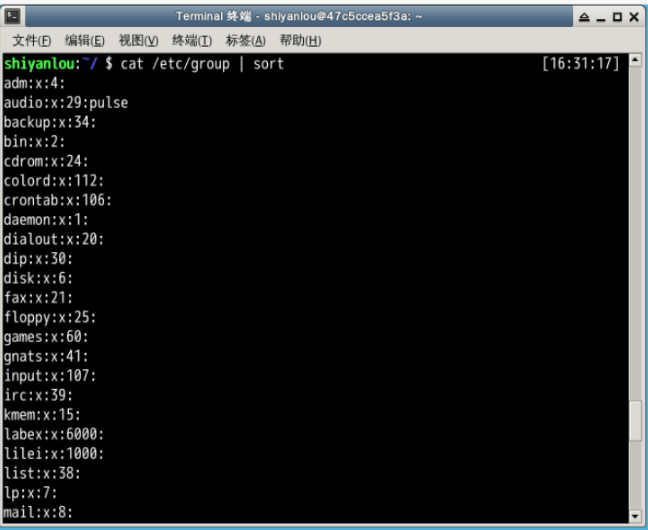 Terminal 终端 - shiyanlou@47c5ccea5f3a: ~
文件(F) 编辑(E) 视图(V) 终端(T) 标签(A) 帮助(H)
shiyanlou:~/ $ cat /etc/group | sort [16:31:17]
adm:x:4:
audio:x:29:pulse
backup:x:34:
bin:x:2:
cdrom:x:24:
colord:x:112:
crontab:x:106:
daemon:x:1:
dialout:x:20:
dip:x:30:
disk:x:6:
fax:x:21:
floppy:x:25:
games:x:60:
gnats:x:41:
input:x:107:
irc:x:39:
kmem:x:15:
labex:x:6000:
lilei:x:1000:
list:x:38:
lp:x:7:
mail:x:8: